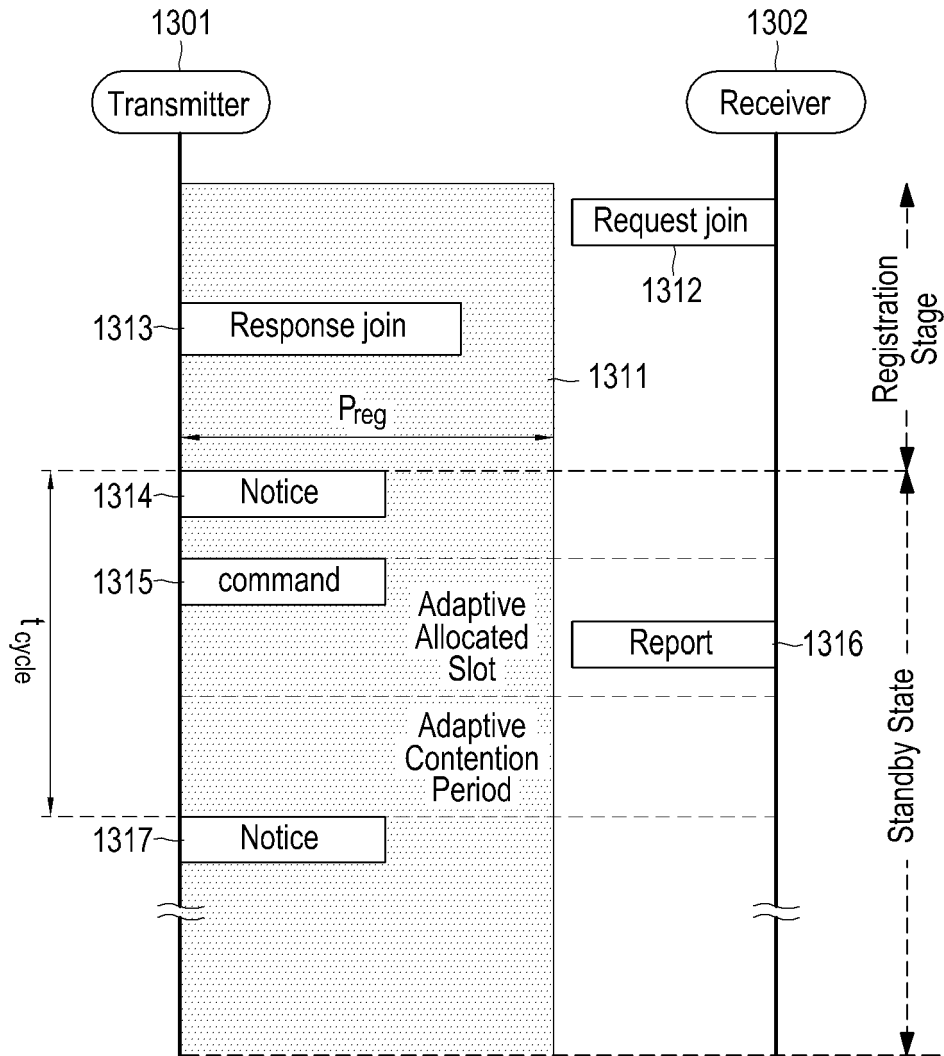 1301
1302
Transmitter
Receiver
Request join
1312
1313
Response join
1311
Preg
Registration
Stage
1314
Notice
1315
command
Adaptive
Allocated
Slot
Report
1316
tcycle
Adaptive
Contention
Period
Standby State
1317
Notice